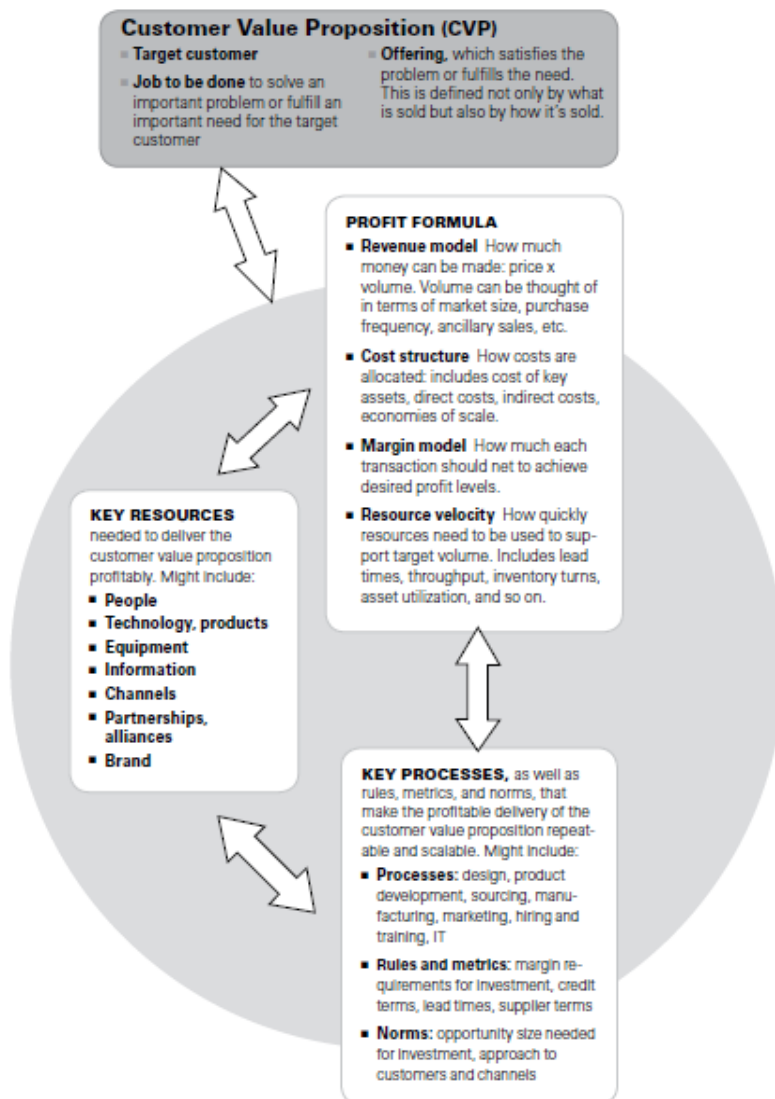 Customer Value Proposition (CVP)
▪ Target customer
▪ Job to be done to solve an
important problem or fulfill an
important need for the target
customer
▪ Offering, which satisfies the
problem or fulfills the need.
This is defined not only by what
is sold but also by how it's sold.
PROFIT FORMULA
▪ Revenue model How much
money can be made: price x
volume. Volume can be thought of
in terms of market size, purchase
frequency, ancillary sales, etc.
▪ Cost structure How costs are
allocated: includes cost of key
assets, direct costs, indirect costs,
economies of scale.
▪ Margin model How much each
transaction should net to achieve
desired profit levels.
▪ Resource velocity How quickly
resources need to be used to sup-
port target volume. Includes lead
times, throughput, inventory turns,
asset utilization, and so on.
KEY RESOURCES
needed to deliver the
customer value proposition
profitably. Might include:
▪ People
▪ Technology, products
▪ Equipment
▪ Information
▪ Channels
▪ Partnerships,
alliances
▪ Brand
KEY PROCESSES, as well as
rules, metrics, and norms, that
make the profitable delivery of the
customer value proposition repeat-
able and scalable. Might include:
▪ Processes: design, product
development, sourcing, manu-
facturing, marketing, hiring and
training, IT
▪ Rules and metrics: margin re-
quirements for investment, credit
terms, lead times, supplier terms
▪ Norms: opportunity size needed
for investment, approach to
customers and channels